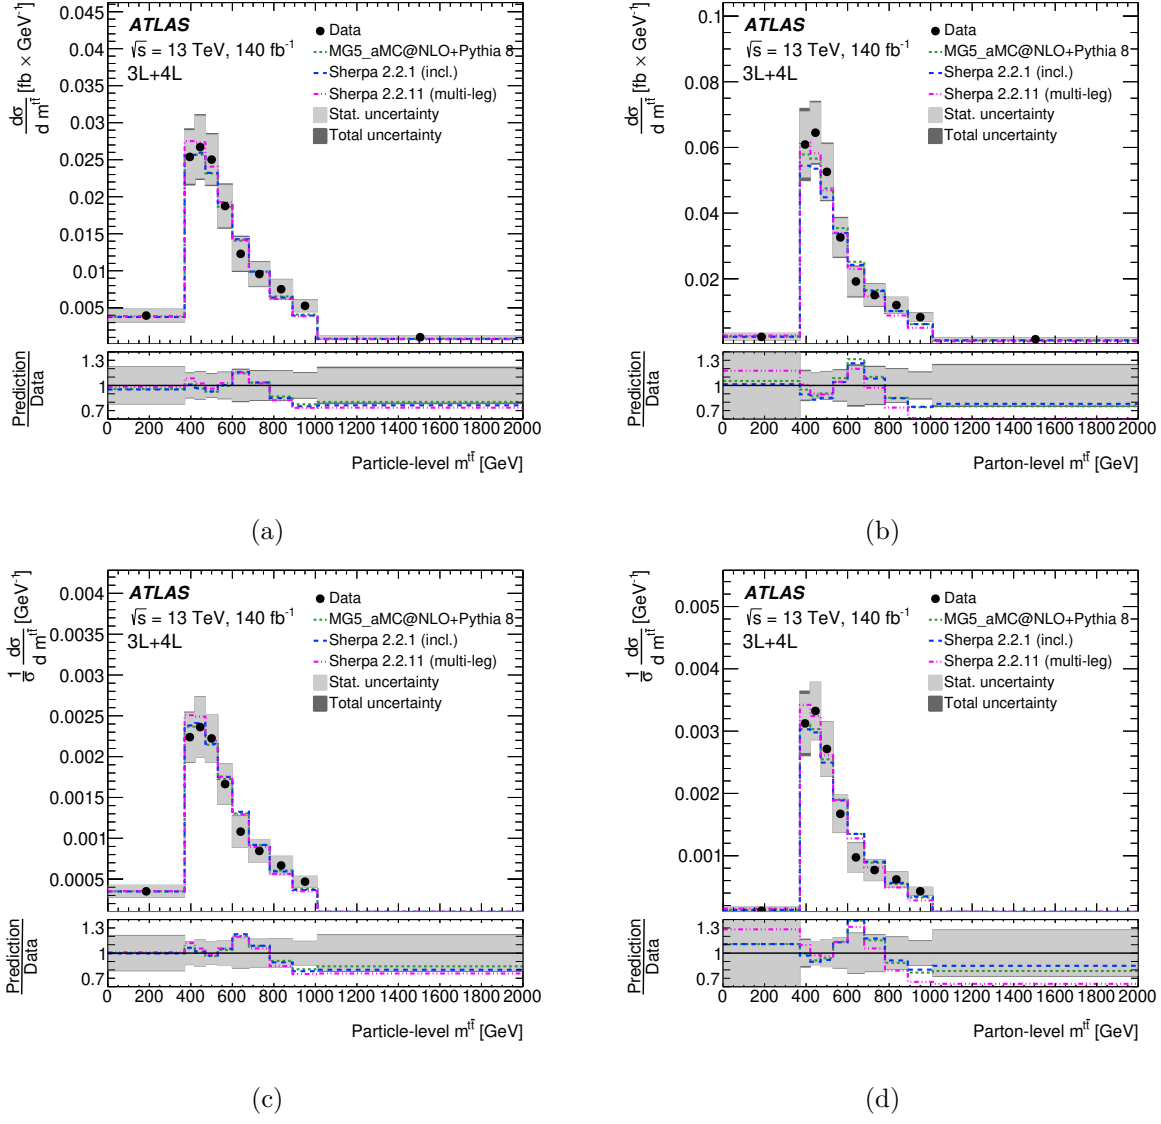 ATLAS
√s = 13 TeV, 140 fb⁻¹
3L+4L
Data
MG5_aMC@NLO+Pythia 8
Sherpa 2.2.1 (incl.)
Sherpa 2.2.11 (multi-leg)
Stat. uncertainty
Total uncertainty
dσ/d m^tt̄ [fb × GeV⁻¹]
0.045
0.04
0.035
0.03
0.025
0.02
0.015
0.01
0.005
Prediction/Data
1.3
1
0.7
0 200 400 600 800 1000 1200 1400 1600 1800 2000
Particle-level m^tt̄ [GeV]
(a)
ATLAS
√s = 13 TeV, 140 fb⁻¹
3L+4L
Data
MG5_aMC@NLO+Pythia 8
Sherpa 2.2.1 (incl.)
Sherpa 2.2.11 (multi-leg)
Stat. uncertainty
Total uncertainty
dσ/d m^tt̄ [fb × GeV⁻¹]
0.1
0.08
0.06
0.04
0.02
Prediction/Data
1.3
1
0.7
0 200 400 600 800 1000 1200 1400 1600 1800 2000
Parton-level m^tt̄ [GeV]
(b)
ATLAS
√s = 13 TeV, 140 fb⁻¹
3L+4L
Data
MG5_aMC@NLO+Pythia 8
Sherpa 2.2.1 (incl.)
Sherpa 2.2.11 (multi-leg)
Stat. uncertainty
Total uncertainty
1/σ dσ/d m^tt̄ [GeV⁻¹]
0.004
0.0035
0.003
0.0025
0.002
0.0015
0.001
0.0005
Prediction/Data
1.3
1
0.7
0 200 400 600 800 1000 1200 1400 1600 1800 2000
Particle-level m^tt̄ [GeV]
(c)
ATLAS
√s = 13 TeV, 140 fb⁻¹
3L+4L
Data
MG5_aMC@NLO+Pythia 8
Sherpa 2.2.1 (incl.)
Sherpa 2.2.11 (multi-leg)
Stat. uncertainty
Total uncertainty
1/σ dσ/d m^tt̄ [GeV⁻¹]
0.005
0.004
0.003
0.002
0.001
Prediction/Data
1.3
1
0.7
0 200 400 600 800 1000 1200 1400 1600 1800 2000
Parton-level m^tt̄ [GeV]
(d)